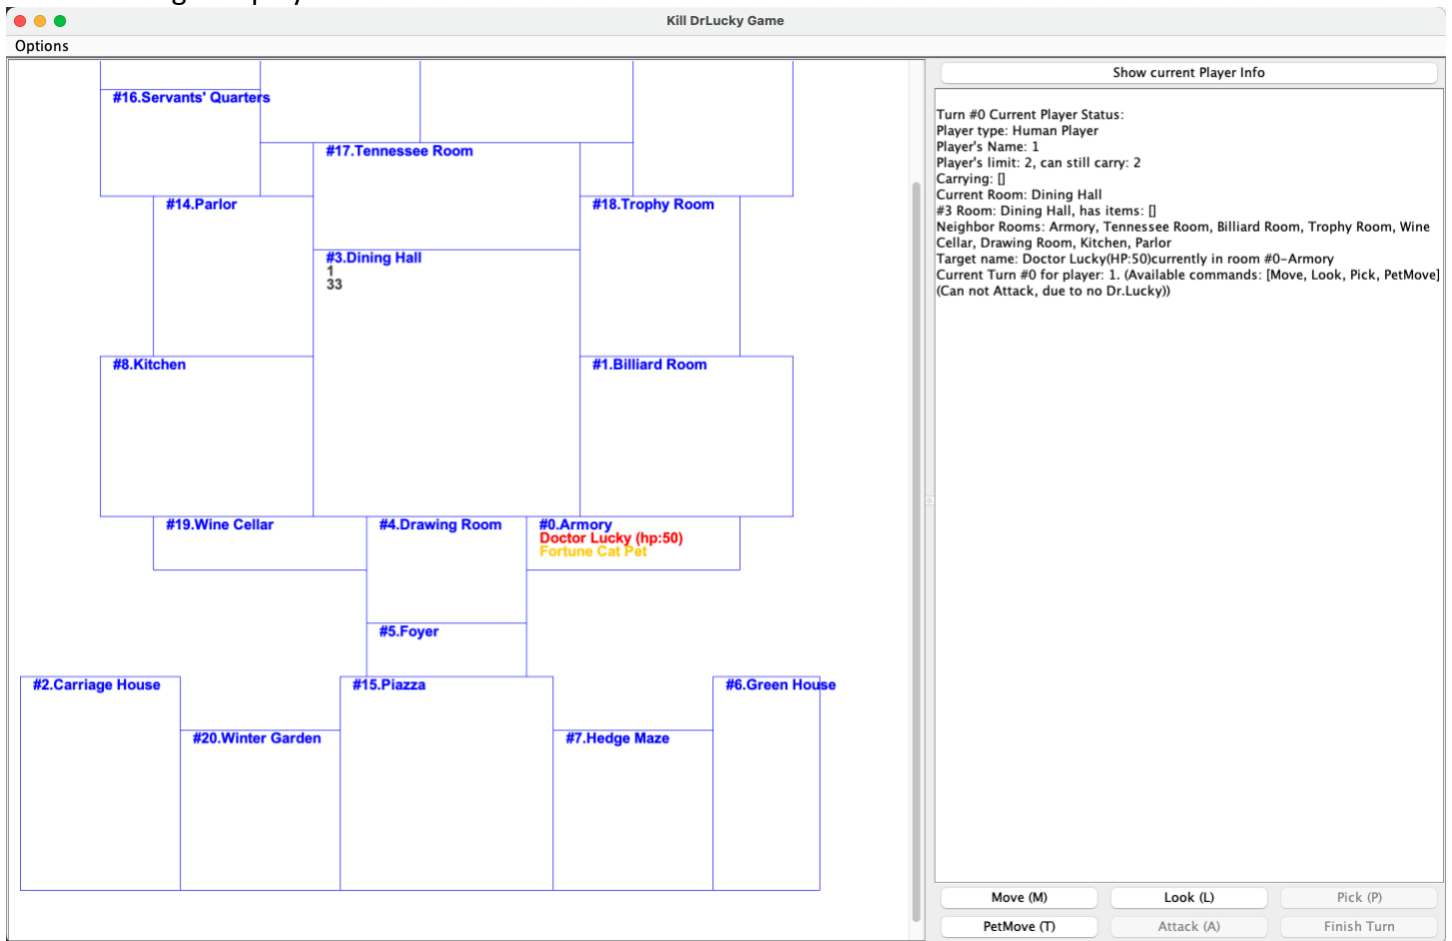 Kill DrLucky Game
Options
#16.Servants' Quarters
#17.Tennessee Room
#14.Parlor
#18.Trophy Room
#3.Dining Hall
1
33
#8.Kitchen
#1.Billiard Room
#19.Wine Cellar
#4.Drawing Room
#0.Armory
Doctor Lucky (hp:50)
Fortune Cat Pet
#5.Foyer
#2.Carriage House
#15.Piazza
#6.Green House
#20.Winter Garden
#7.Hedge Maze
Show current Player Info
Turn #0 Current Player Status:
Player type: Human Player
Player's Name: 1
Player's limit: 2, can still carry: 2
Carrying: []
Current Room: Dining Hall
#3 Room: Dining Hall, has items: []
Neighbor Rooms: Armory, Tennessee Room, Billiard Room, Trophy Room, Wine
Cellar, Drawing Room, Kitchen, Parlor
Target name: Doctor Lucky(HP:50)currently in room #0-Armory
Current Turn #0 for player: 1. (Available commands: [Move, Look, Pick, PetMove]
(Can not Attack, due to no Dr.Lucky))
Move (M)
Look (L)
Pick (P)
PetMove (T)
Attack (A)
Finish Turn